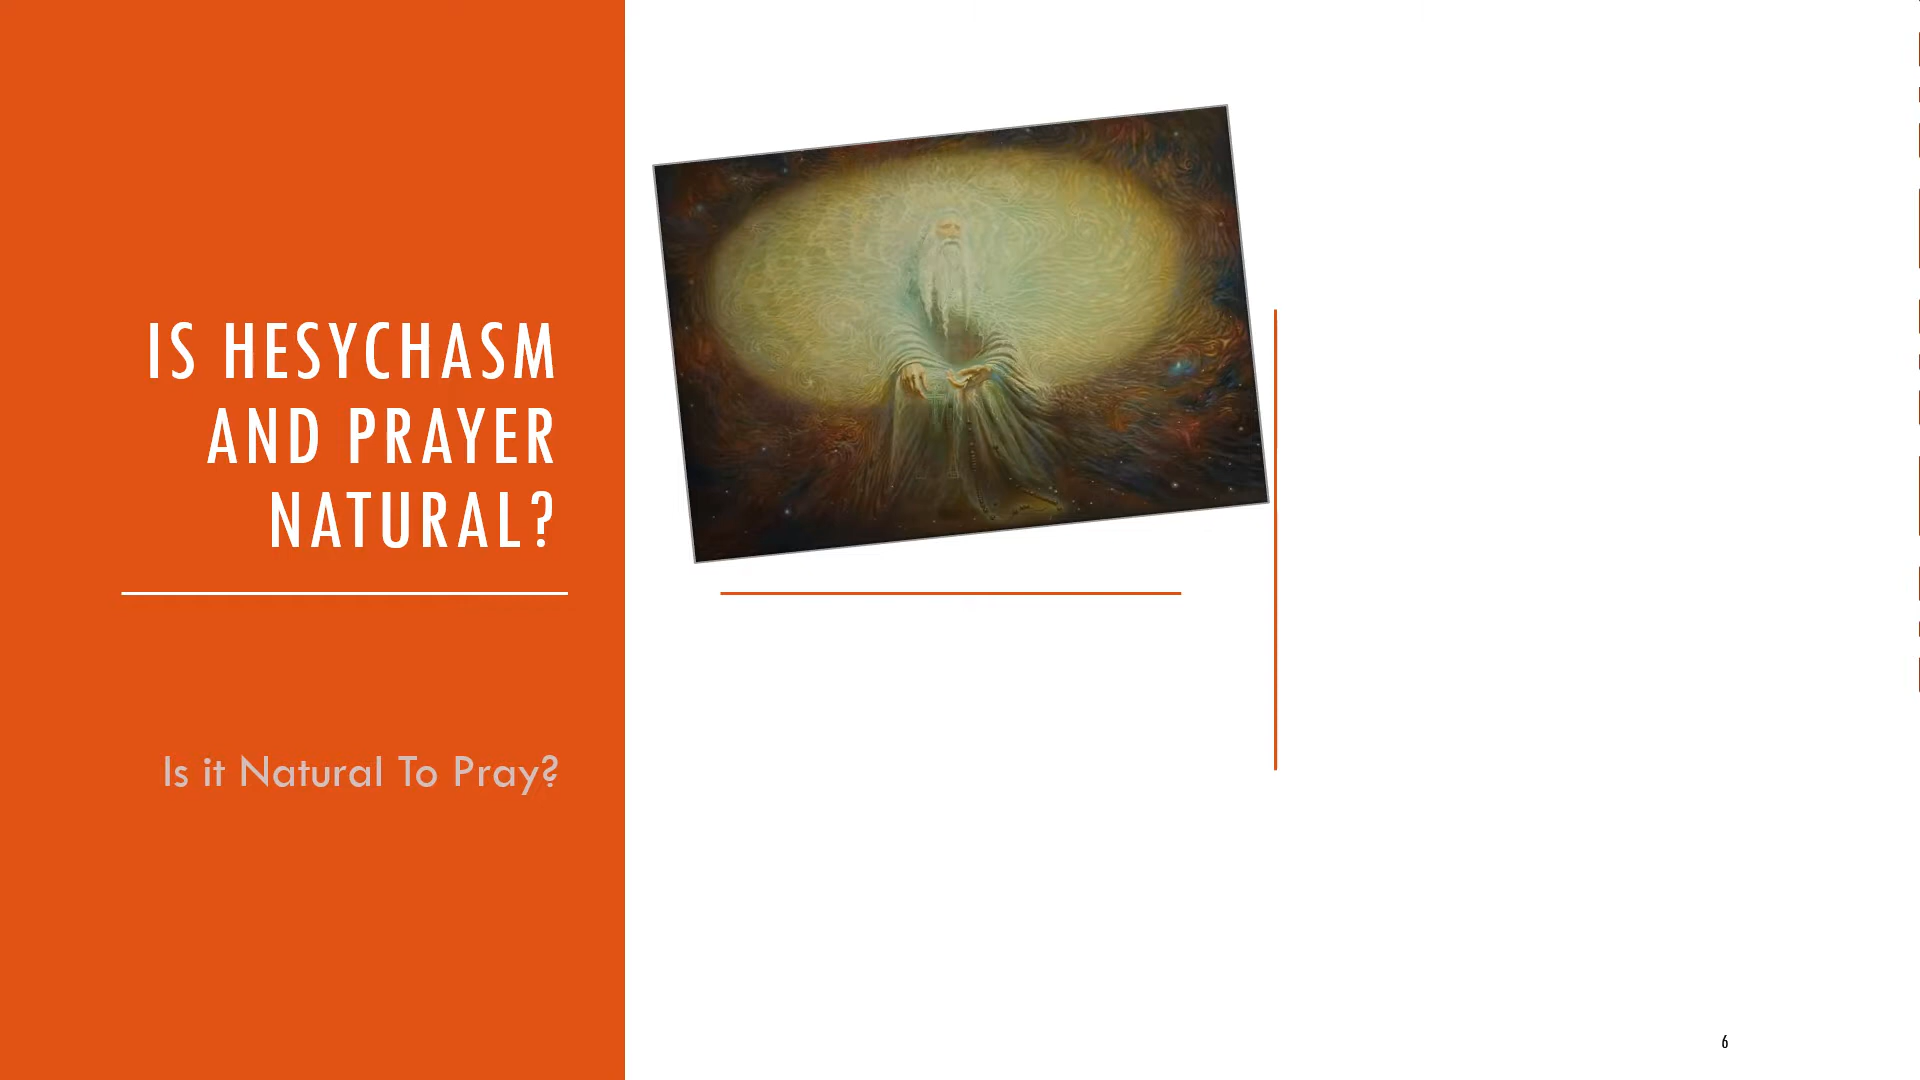 IS HESYCHASM
AND PRAYER
NATURAL?
Is it Natural To Pray?
6